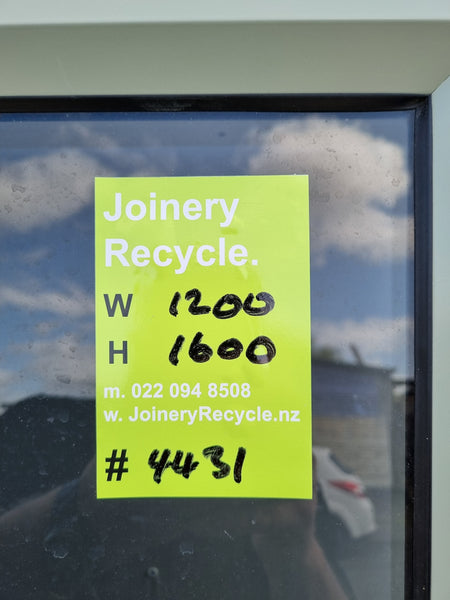 Joinery
Recycle.
W 1200
H 1600
m. 022 094 8508
w. JoineryRecycle.nz
# 4431